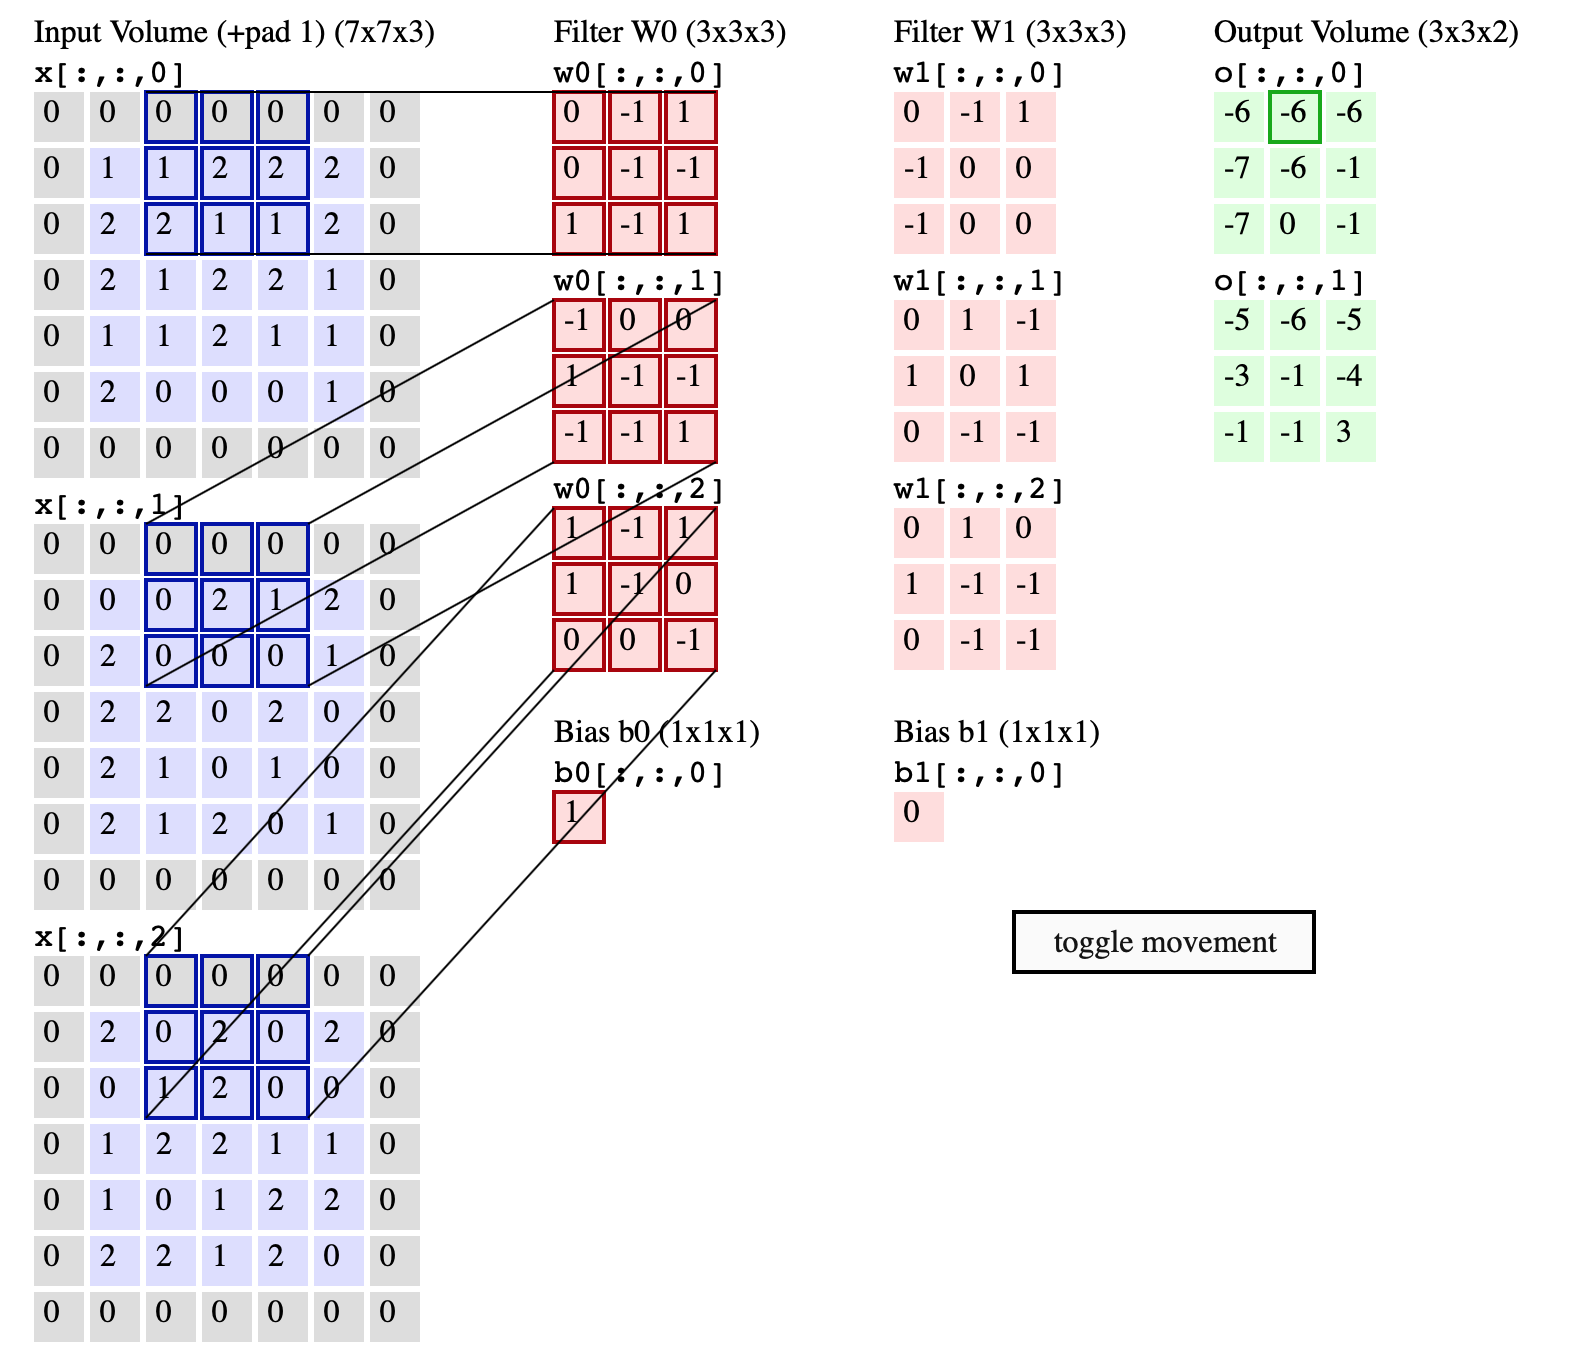 Input Volume (+pad 1) (7x7x3)
x[:,:,0]
0 0 0 0 0 0 0
0 1 1 2 2 2 0
0 2 2 1 1 2 0
0 2 1 2 2 1 0
0 1 1 2 1 1 0
0 2 0 0 0 1 0
0 0 0 0 0 0 0
x[:,:,1]
0 0 0 0 0 0 0
0 0 0 2 1 2 0
0 2 0 0 0 1 0
0 2 2 0 2 0 0
0 2 1 0 1 0 0
0 2 1 2 0 1 0
0 0 0 0 0 0 0
x[:,:,2]
0 0 0 0 0 0 0
0 2 0 2 0 2 0
0 0 1 2 0 0 0
0 1 2 2 1 1 0
0 1 0 1 2 2 0
0 2 2 1 2 0 0
0 0 0 0 0 0 0
Filter W0 (3x3x3)
w0[:,:,0]
0 -1 1
0 -1 -1
1 -1 1
w0[:,:,1]
-1 0 0
1 -1 -1
-1 -1 1
w0[:,:,2]
1 -1 1
1 -1 0
0 0 -1
Bias b0 (1x1x1)
b0[:,:,0]
1
Filter W1 (3x3x3)
w1[:,:,0]
0 -1 1
-1 0 0
-1 0 0
w1[:,:,1]
0 1 -1
1 0 1
0 -1 -1
w1[:,:,2]
0 1 0
1 -1 -1
0 -1 -1
Bias b1 (1x1x1)
b1[:,:,0]
0
Output Volume (3x3x2)
o[:,:,0]
-6 -6 -6
-7 -6 -1
-7 0 -1
o[:,:,1]
-5 -6 -5
-3 -1 -4
-1 -1 3
toggle movement